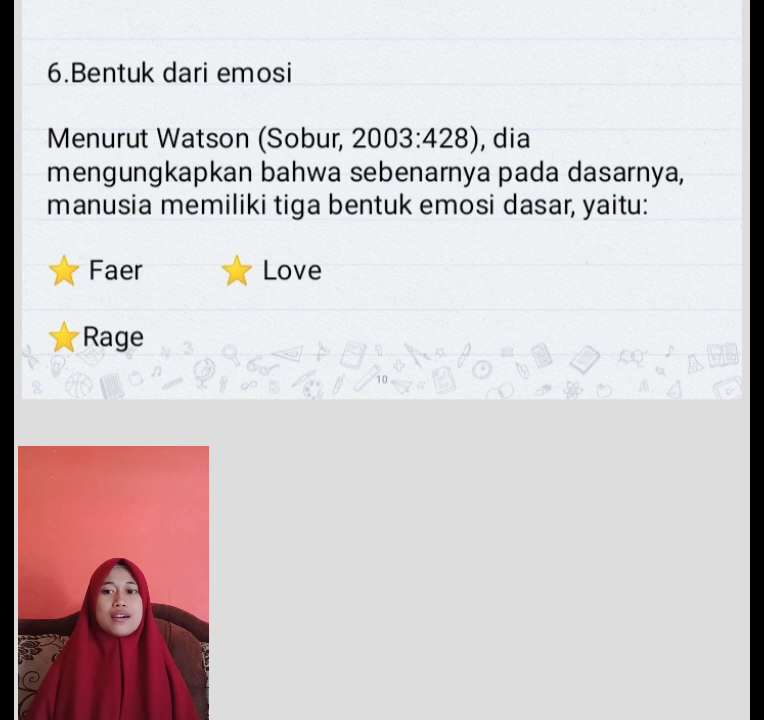 6.Bentuk dari emosi
Menurut Watson (Sobur, 2003:428), dia
mengungkapkan bahwa sebenarnya pada dasarnya,
manusia memiliki tiga bentuk emosi dasar, yaitu:
Faer Love
Rage
10